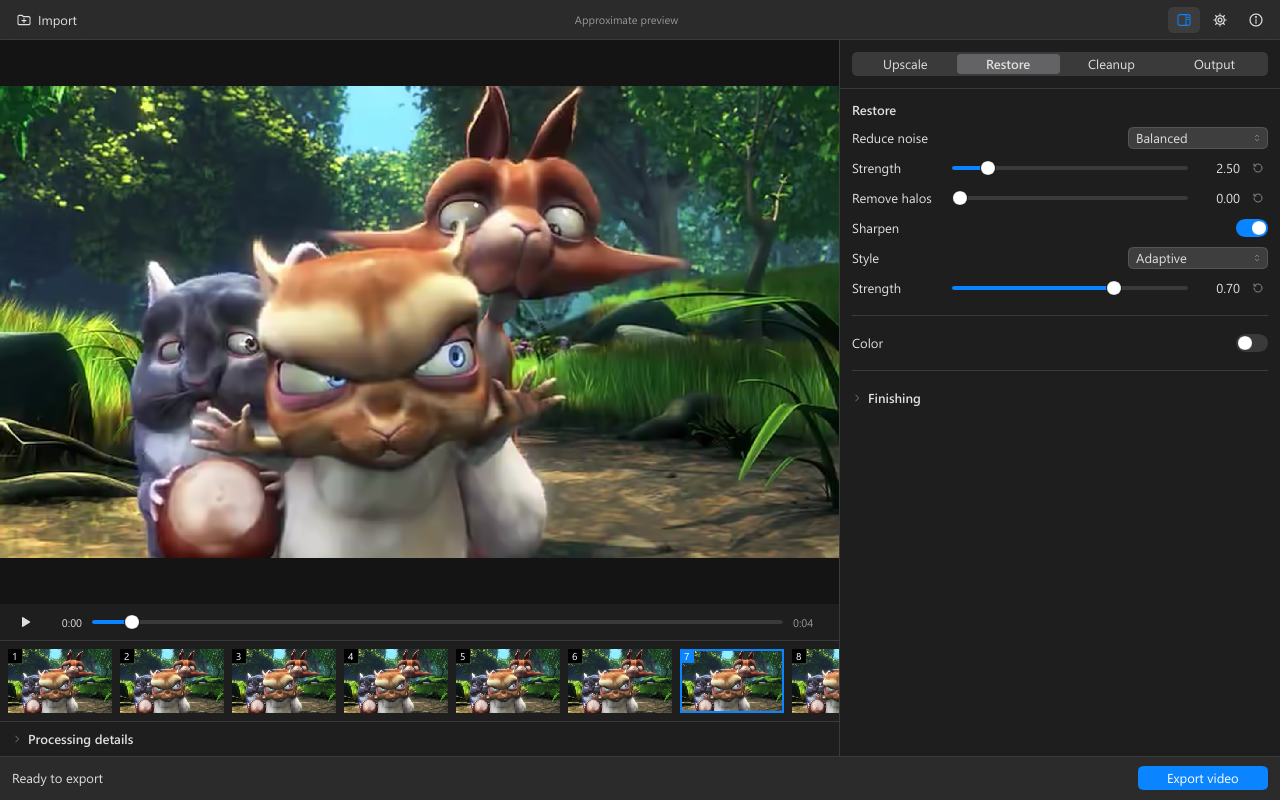 Import
Approximate preview
Upscale
Restore
Cleanup
Output
Restore
Reduce noise
Balanced
Strength
2.50
Remove halos
0.00
Sharpen
Style
Adaptive
Strength
0.70
Color
Finishing
0:00
0:04
1
2
3
4
5
6
7
8
Processing details
Ready to export
Export video